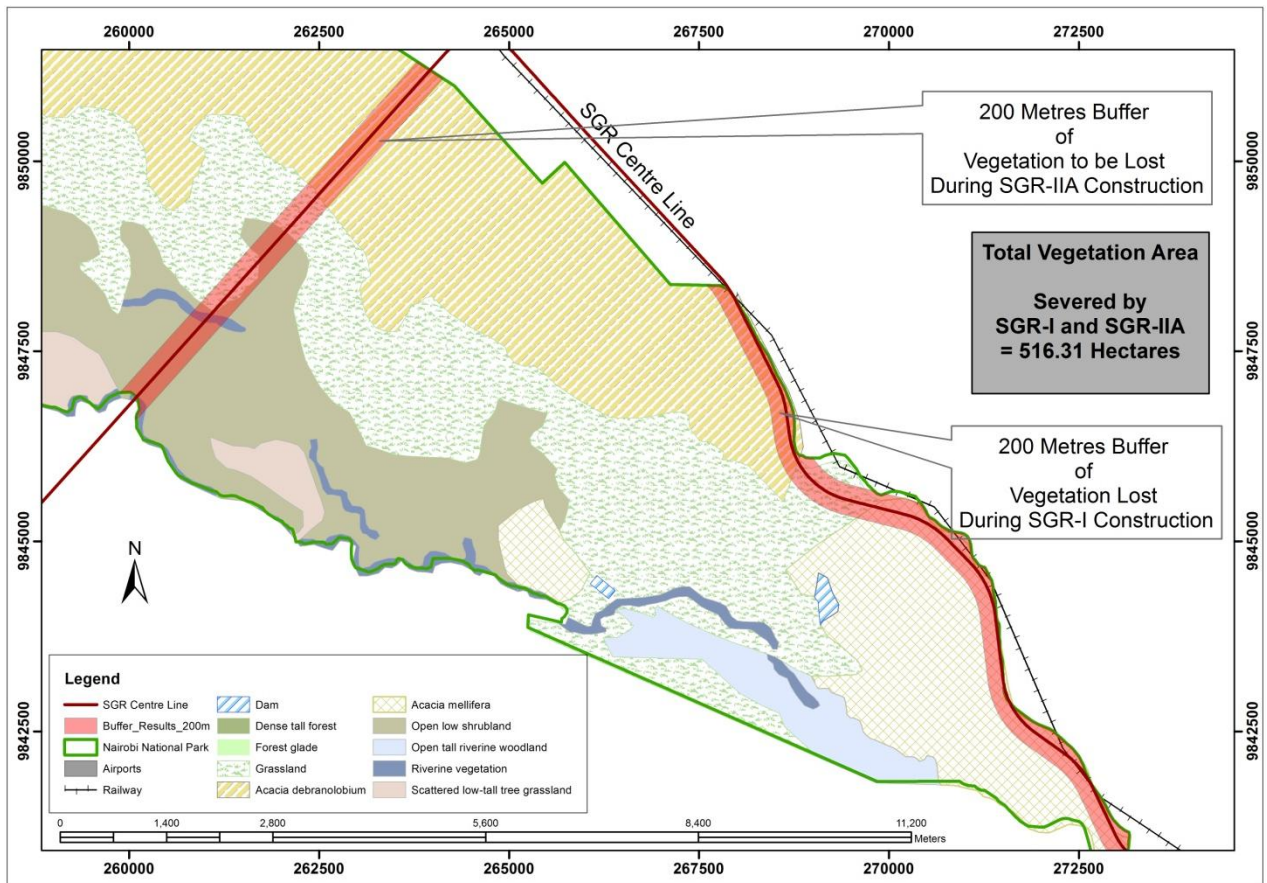 260000 262500 265000 267500 270000 272500
9850000
9847500
9845000
9842500
9850000
9847500
9845000
9842500
SGR Centre Line
200 Metres Buffer
of
Vegetation to be Lost
During SGR-IIA Construction
Total Vegetation Area
Severed by
SGR-I and SGR-IIA
= 516.31 Hectares
200 Metres Buffer
of
Vegetation Lost
During SGR-I Construction
N
Legend
SGR Centre Line
Buffer_Results_200m
Nairobi National Park
Airports
Railway
Dam
Dense tall forest
Forest glade
Grassland
Acacia debranolobium
Acacia mellifera
Open low shrubland
Open tall riverine woodland
Riverine vegetation
Scattered low-tall tree grassland
0 1,400 2,800 5,600 8,400 11,200
Meters
260000 262500 265000 267500 270000 272500